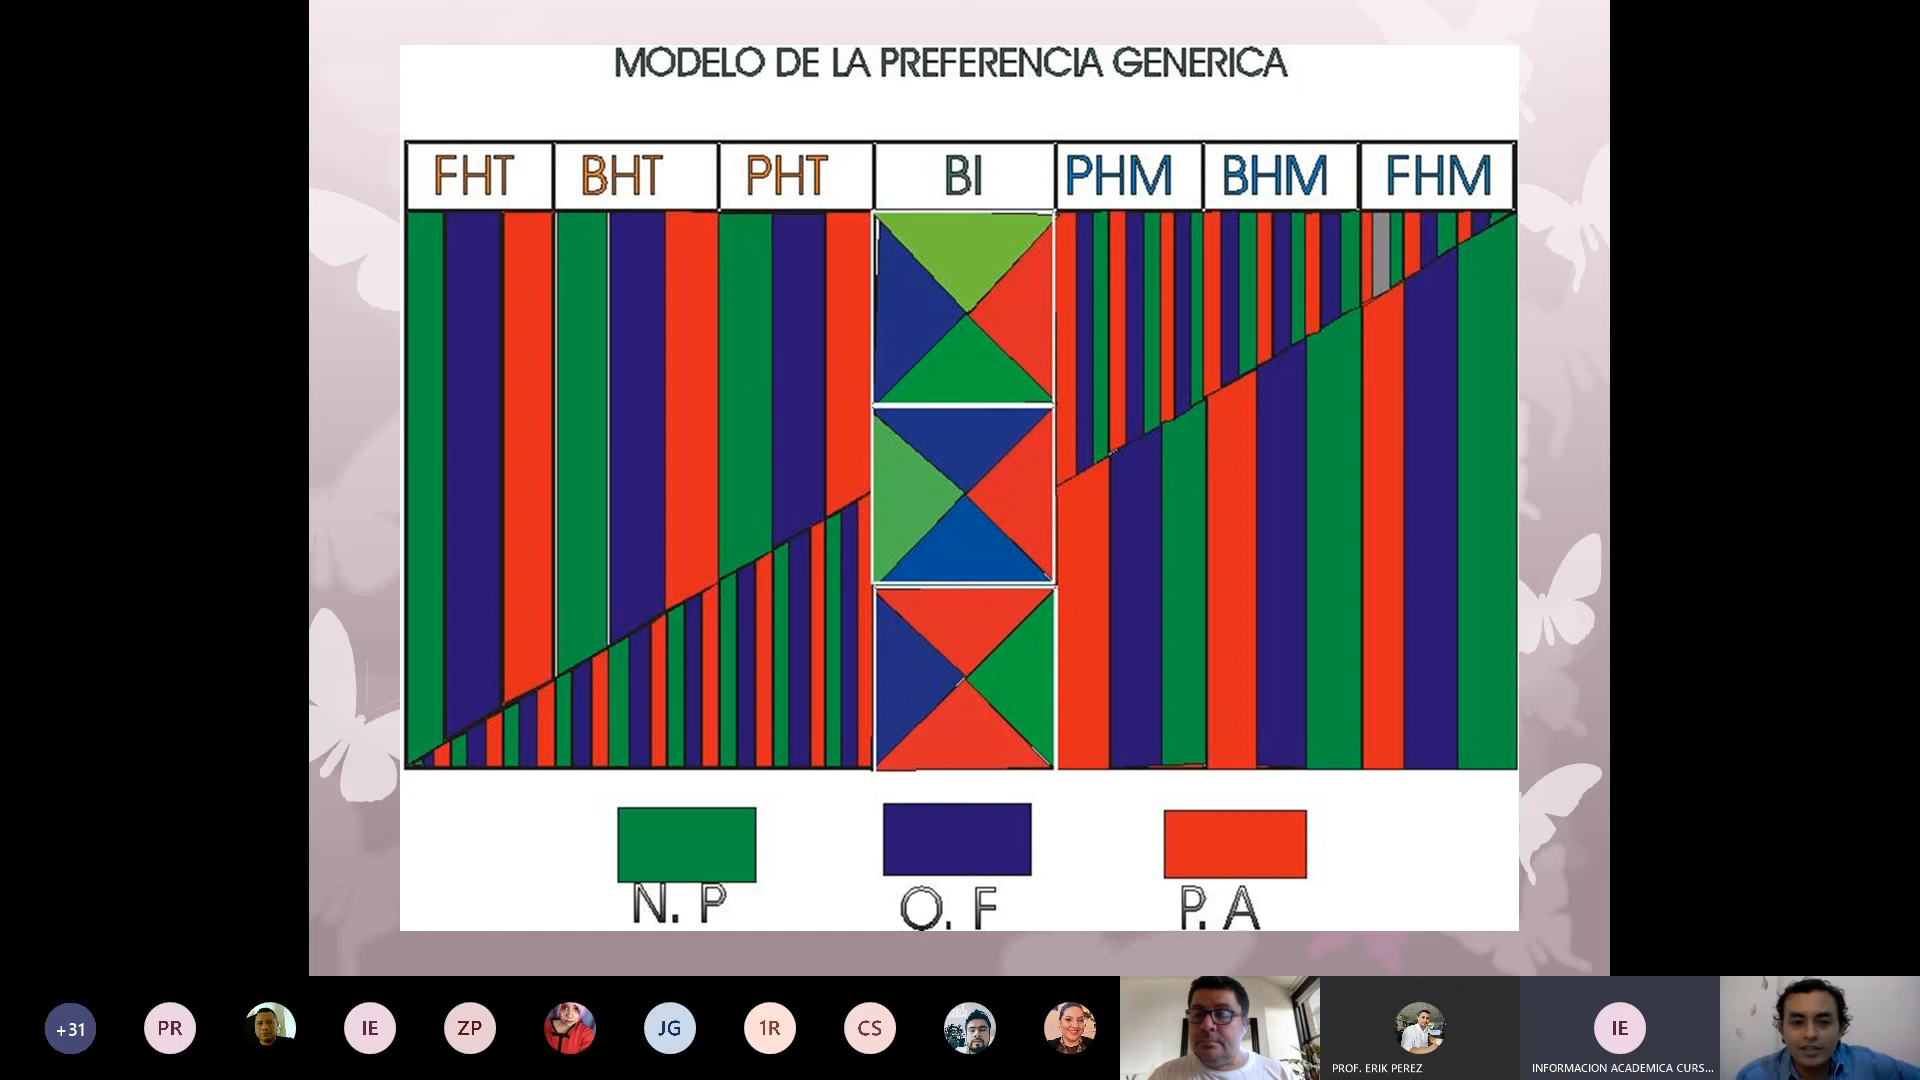 MODELO DE LA PREFERENCIA GENERICA
FHT BHT PHT BI PHM BHM FHM
N. P O. F P. A
+31 PR IE ZP JG 1R CS IE
PROF. ERIK PEREZ INFORMACION ACADEMICA CURS...